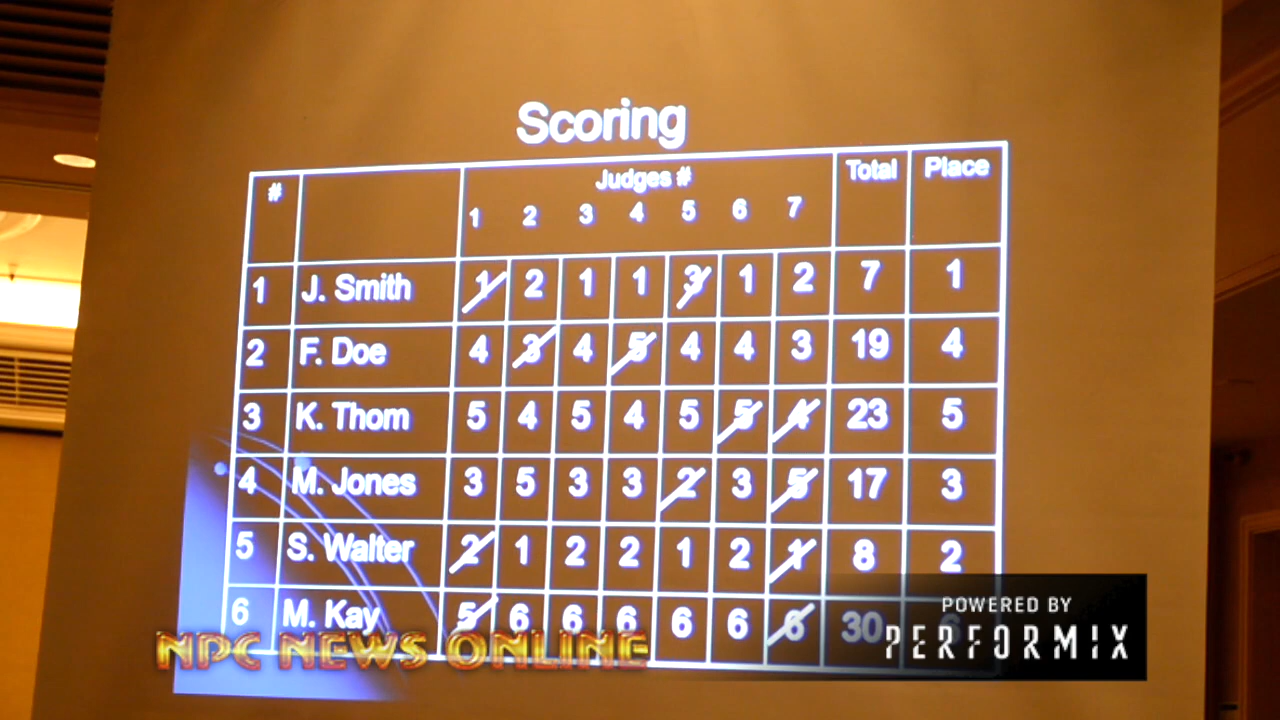 Scoring
# Judges # Total Place
1 2 3 4 5 6 7
1 J. Smith 1 2 1 1 3 1 2 7 1
2 F. Doe 4 3 4 5 4 4 3 19 4
3 K. Thom 5 4 5 4 5 5 4 23 5
4 M. Jones 3 5 3 3 2 3 5 17 3
5 S. Walter 2 1 2 2 1 2 1 8 2
6 M. Kay 5 6 6 6 6 6 6 30 6
NPC NEWS ONLINE
POWERED BY
PERFORMIX